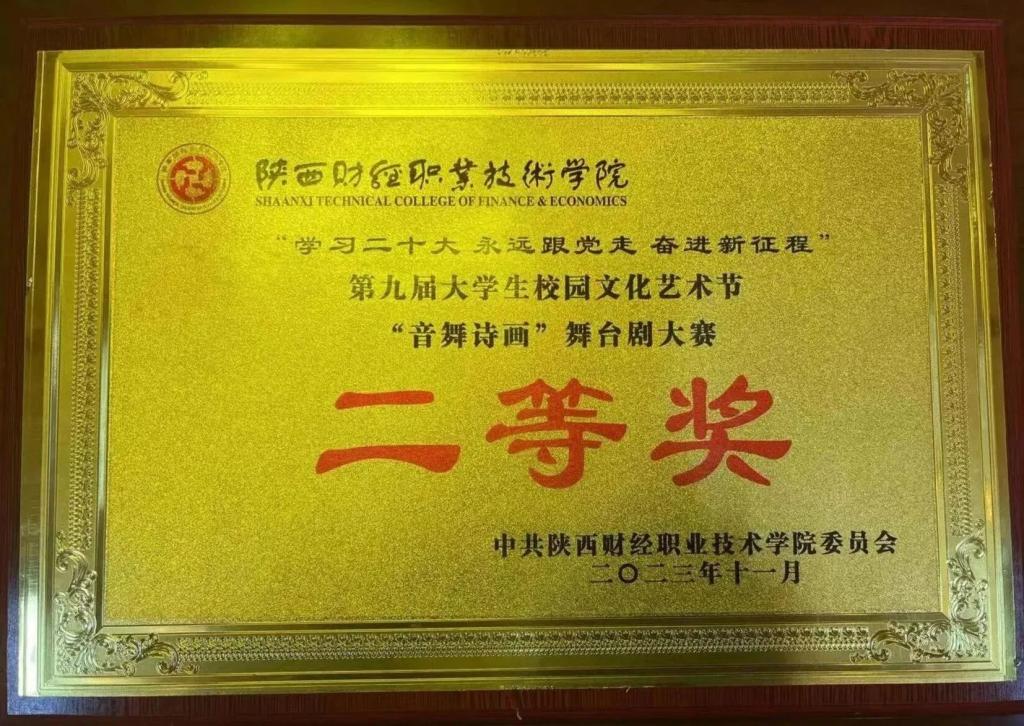 陕西财经职业技術学院
SHAANXI TECHNICAL COLLEGE OF FINANCE & ECONOMICS
“学习二十大 永远跟党走 奋进新征程”
第九届大学生校园文化艺术节
“音舞诗画”舞台剧大赛
二等奖
中共陕西财经职业技术学院委员会
二〇二三年十一月